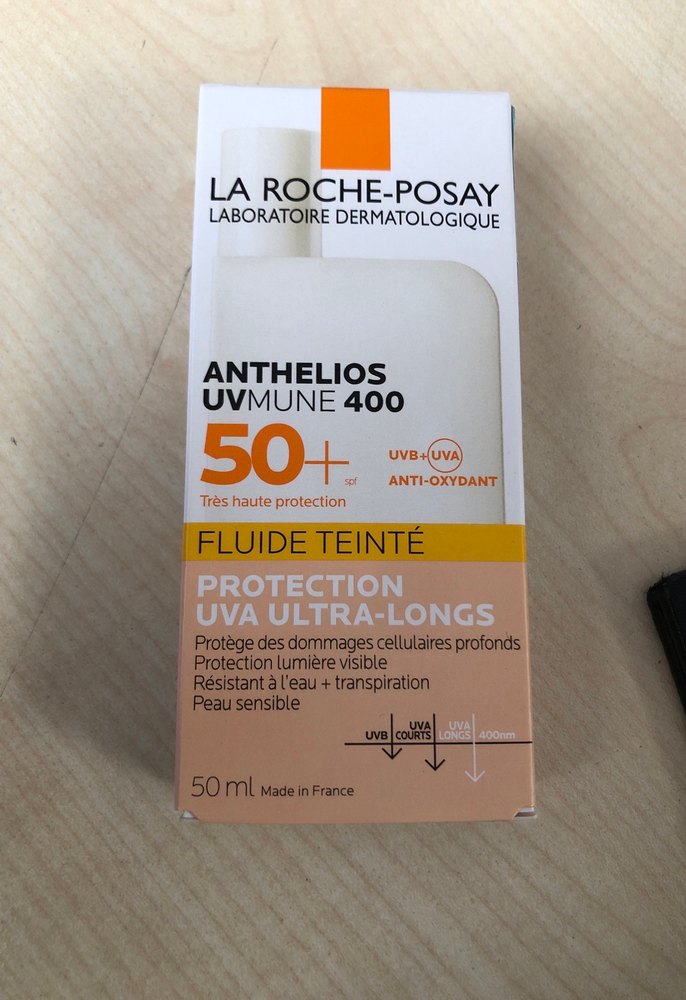 LA ROCHE-POSAY
LABORATOIRE DERMATOLOGIQUE
ANTHELIOS
UVMUNE 400
50+ spf
UVB+UVA
ANTI-OXYDANT
Très haute protection
FLUIDE TEINTÉ
PROTECTION
UVA ULTRA-LONGS
Protège des dommages cellulaires profonds
Protection lumière visible
Résistant à l'eau + transpiration
Peau sensible
UVB
UVA
COURTS
UVA
LONGS
400nm
50 ml Made in France